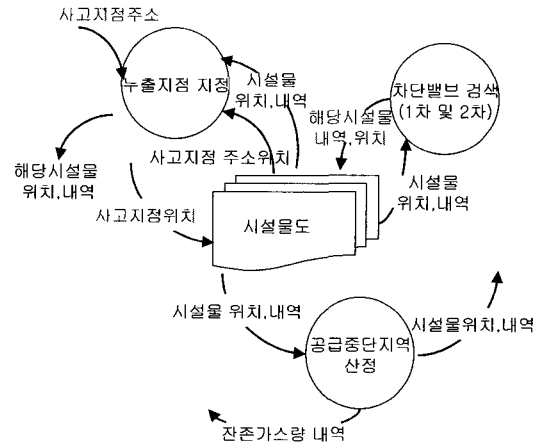 사고지점주소
누출지점 지정
시설물
위치,내역
차단밸브 검색
(1차 및 2차)
해당시설물
내역,위치
사고지점 주소위치
해당시설물
위치,내역
시설물
위치,내역
사고지점위치
시설물도
시설물 위치,내역
공급중단지역
산정
시설물위치,내역
잔존가스량 내역